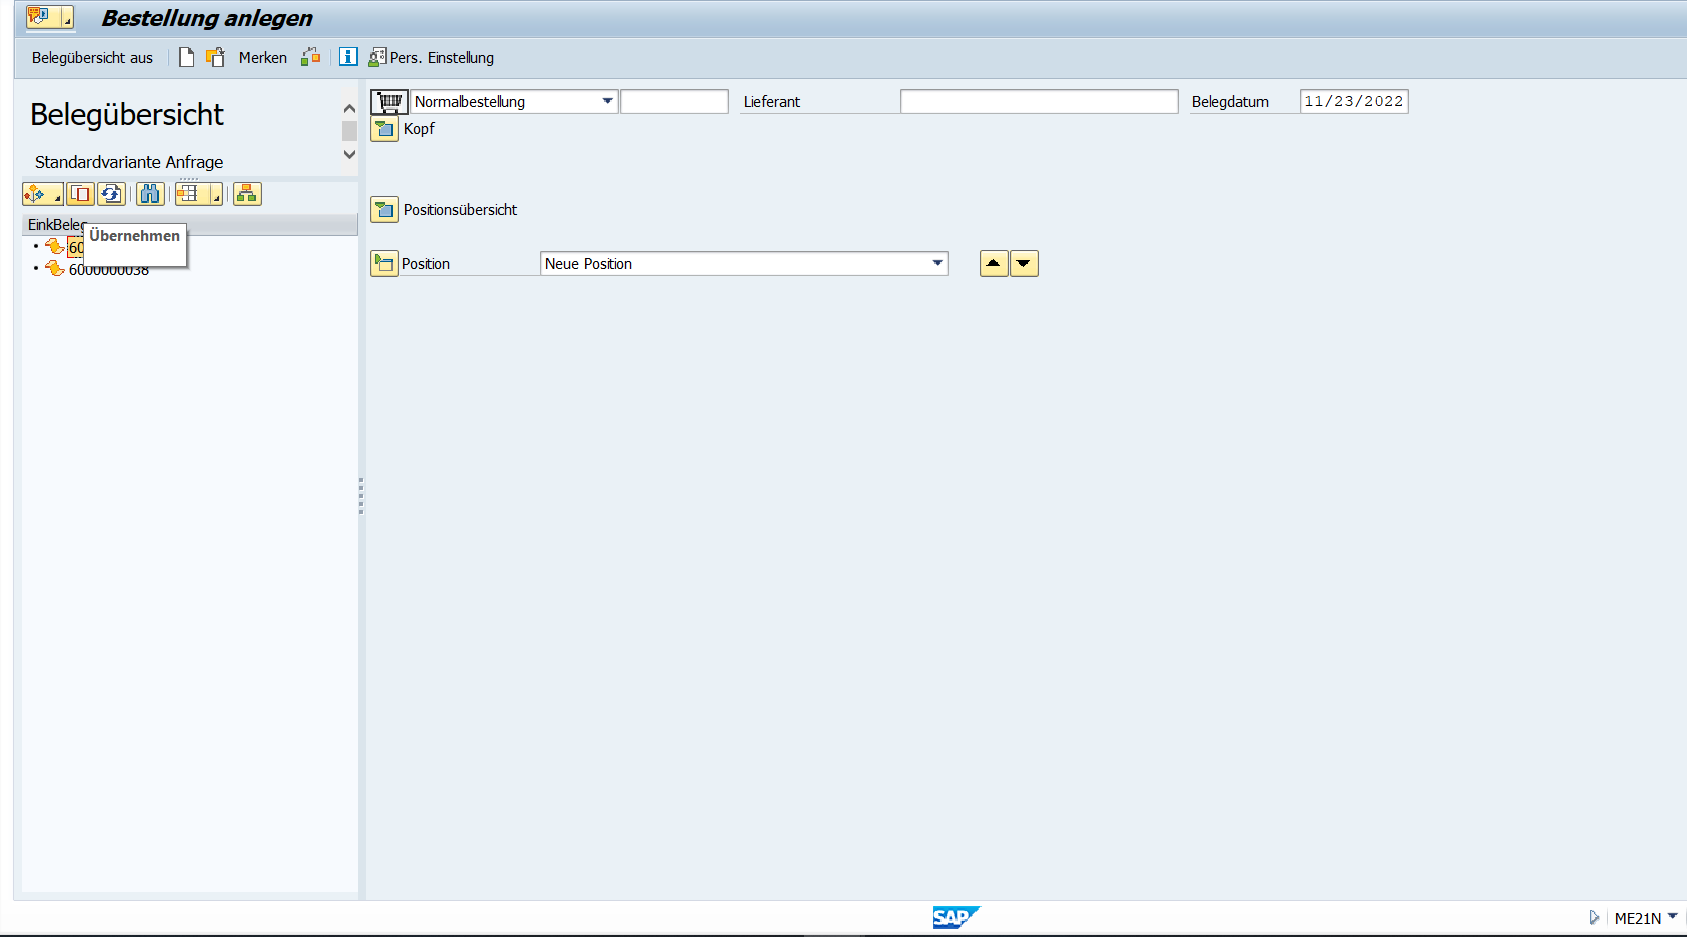 Bestellung anlegen
Belegübersicht aus Merken Pers. Einstellung
Belegübersicht
Standardvariante Anfrage
EinkBeleg
Übernehmen
60
6000000038
Normalbestellung Lieferant Belegdatum 11/23/2022
Kopf
Positionsübersicht
Position Neue Position
SAP
ME21N